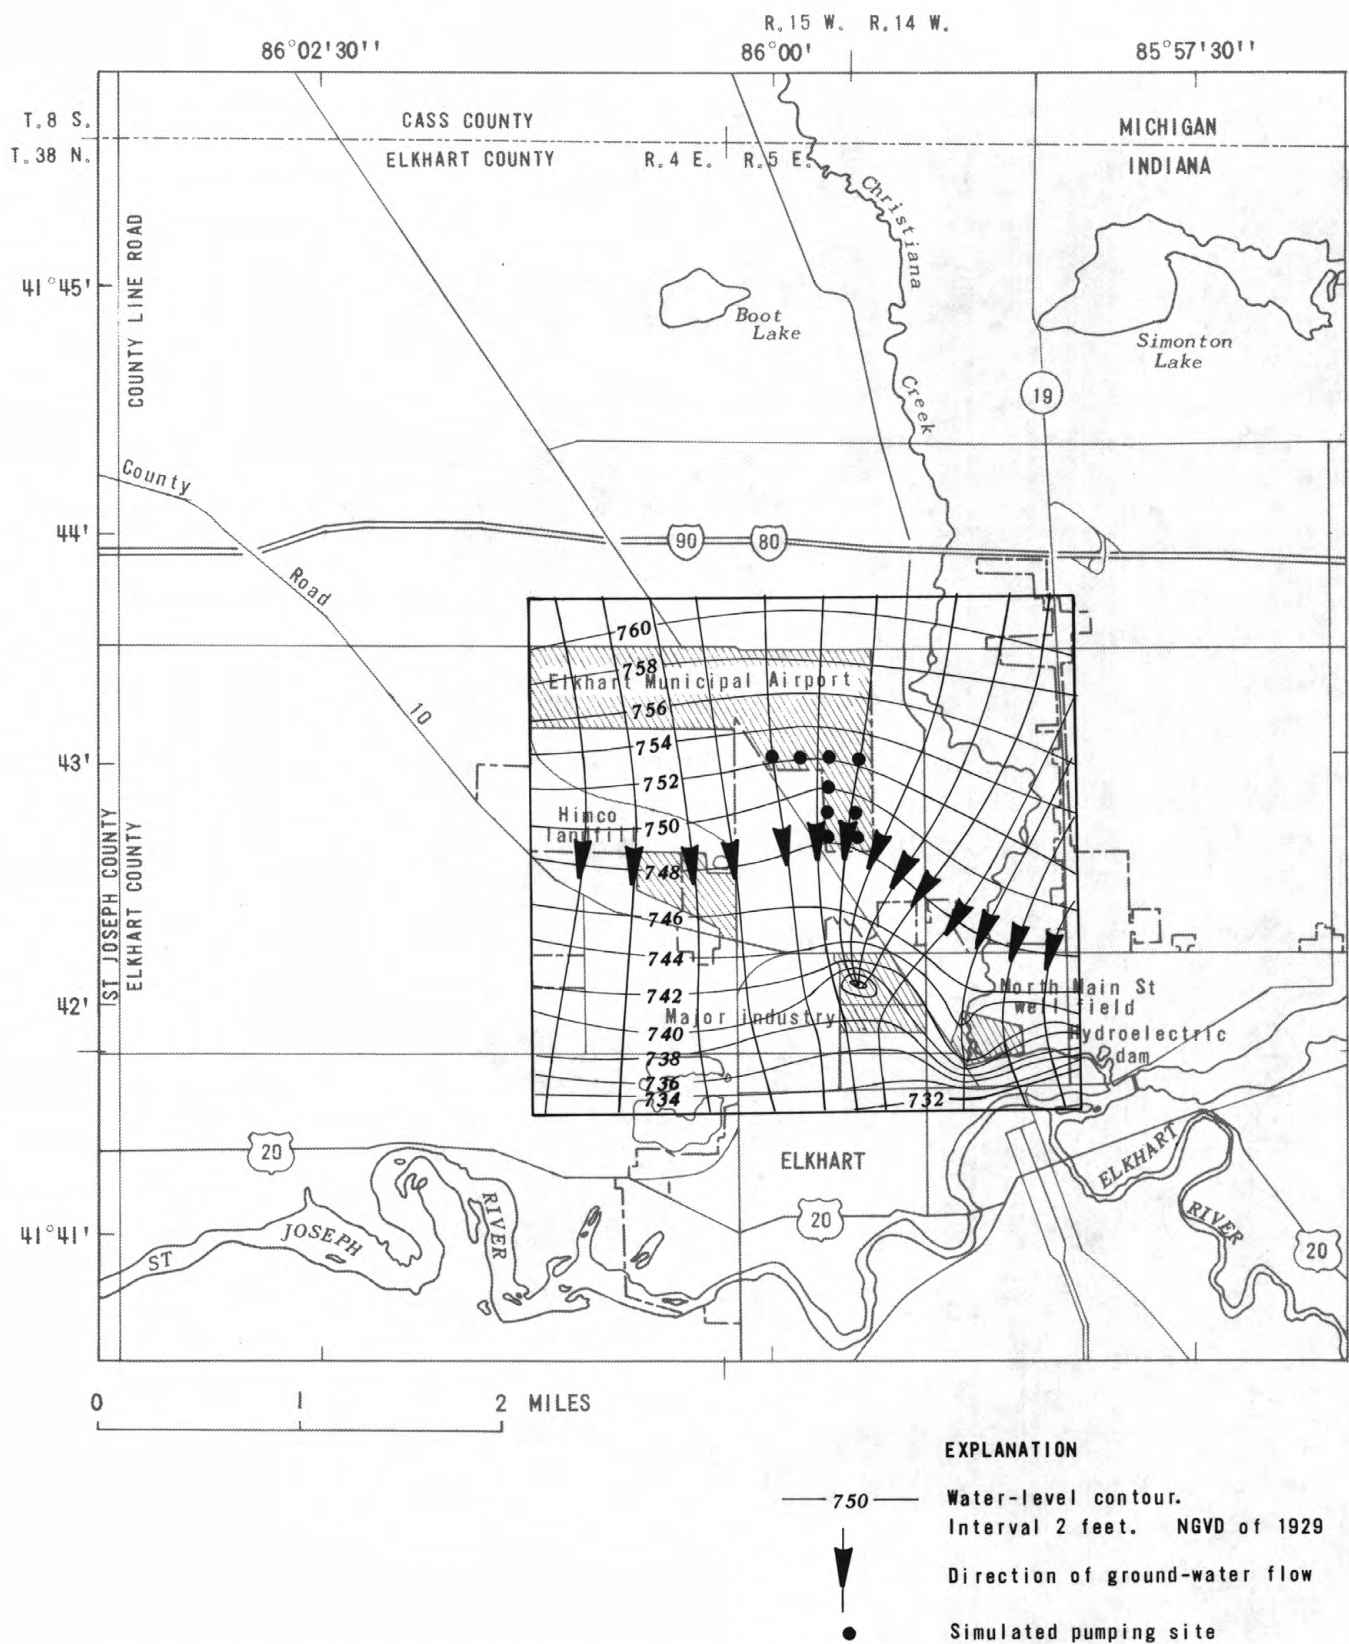 R.15 W. R.14 W.
86°02'30'' 86°00' 85°57'30''
T.8 S.
T.38 N.
CASS COUNTY
ELKHART COUNTY
R.4 E. R.5 E.
MICHIGAN
INDIANA
COUNTY LINE ROAD
Christiana
Creek
41°45'
Boot
Lake
Simonton
Lake
19
County
Road
10
44'
90 80
760
758
Elkhart Municipal Airport
756
754
43'
752
Himco
landfill
750
748
746
744
ST JOSEPH COUNTY
ELKHART COUNTY
42'
742
North Main St
well field
Major industry
740
Hydroelectric
dam
738
736
734
732
20
ELKHART
20
ELKHART
RIVER
20
41°41'
ST
JOSEPH
RIVER
0 1 2 MILES
EXPLANATION
750
Water-level contour.
Interval 2 feet. NGVD of 1929
Direction of ground-water flow
Simulated pumping site